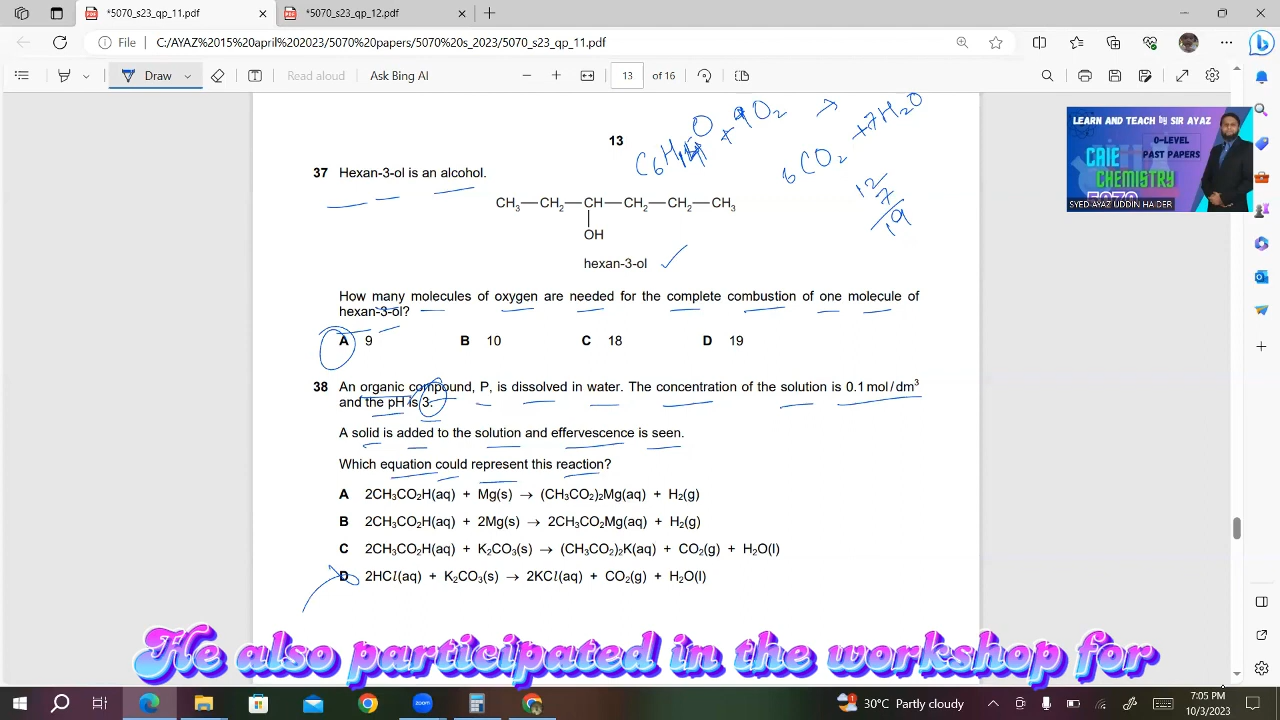 *5070_s23_qp_11.pdf
*5070_s23_qp_12.pdf
File
C:/AYAZ%2015%20april%202023/5070%20papers/5070%20s_2023/5070_s23_qp_11.pdf
Draw
Read aloud
Ask Bing AI
13
of 16
C₆H₁₄O + 9O₂ →
6CO₂ + 7H₂O
12
7
19
LEARN AND TEACH by SIR AYAZ
O-LEVEL
PAST PAPERS
CAIE
CHEMISTRY
5070
SYED AYAZ UDDIN HAIDER
13
37 Hexan-3-ol is an alcohol.
CH₃—CH₂—CH—CH₂—CH₂—CH₃
OH
hexan-3-ol
How many molecules of oxygen are needed for the complete combustion of one molecule of
hexan-3-ol?
A 9 B 10 C 18 D 19
38 An organic compound, P, is dissolved in water. The concentration of the solution is 0.1 mol/dm³
and the pH is 3.
A solid is added to the solution and effervescence is seen.
Which equation could represent this reaction?
A 2CH₃CO₂H(aq) + Mg(s) → (CH₃CO₂)₂Mg(aq) + H₂(g)
B 2CH₃CO₂H(aq) + 2Mg(s) → 2CH₃CO₂Mg(aq) + H₂(g)
C 2CH₃CO₂H(aq) + K₂CO₃(s) → (CH₃CO₂)₂K(aq) + CO₂(g) + H₂O(l)
D 2HCl(aq) + K₂CO₃(s) → 2KCl(aq) + CO₂(g) + H₂O(l)
He also participated in the workshop for
30°C Partly cloudy
7:05 PM
10/3/2023